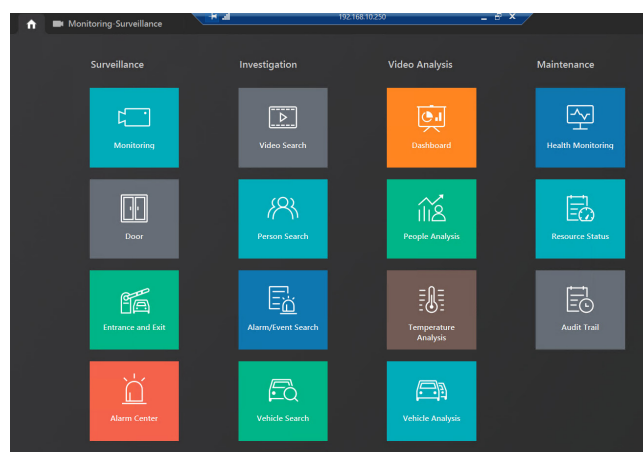 Monitoring-Surveillance
192.168.10.250
Surveillance
Investigation
Video Analysis
Maintenance
Monitoring
Video Search
Dashboard
Health Monitoring
Door
Person Search
People Analysis
Resource Status
Entrance and Exit
Alarm/Event Search
Temperature
Analysis
Audit Trail
Alarm Center
Vehicle Search
Vehicle Analysis